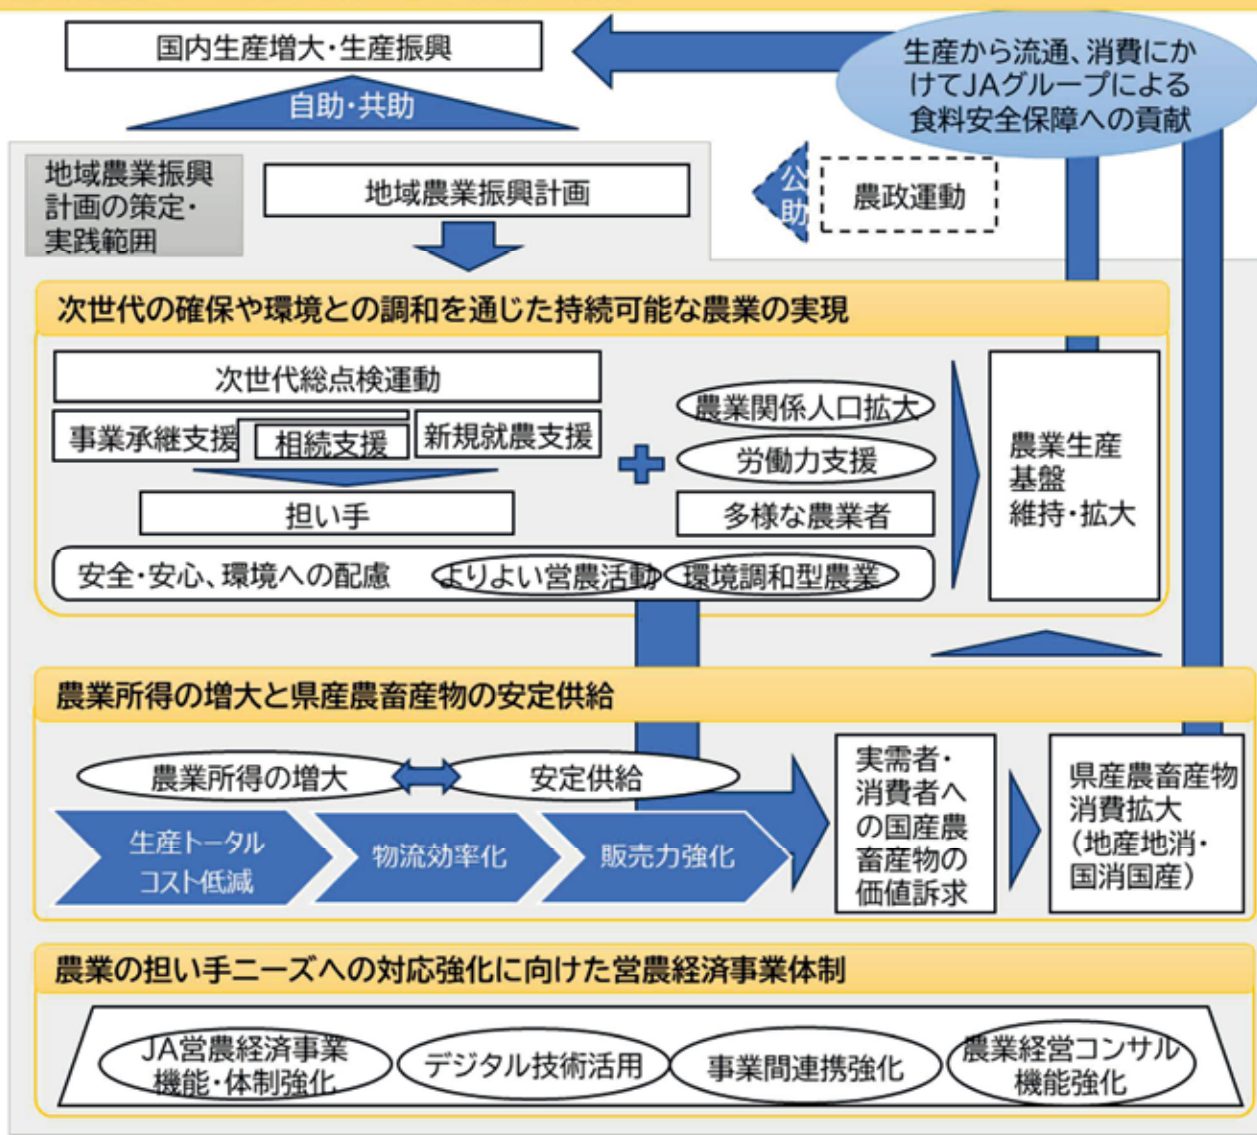 国内生産増大・生産振興
生産から流通、消費にか
けてJAグループによる
食料安全保障への貢献
自助・共助
地域農業振興
計画の策定・
実践範囲
地域農業振興計画
公
助
農政運動
次世代の確保や環境との調和を通じた持続可能な農業の実現
次世代総点検運動
事業承継支援
相続支援
新規就農支援
担い手
農業関係人口拡大
労働力支援
多様な農業者
農業生産
基盤
維持・拡大
安全・安心、環境への配慮
よりよい営農活動
環境調和型農業
農業所得の増大と県産農畜産物の安定供給
農業所得の増大
安定供給
生産トータル
コスト低減
物流効率化
販売力強化
実需者・
消費者へ
の国産農
畜産物の
価値訴求
県産農畜産物
消費拡大
（地産地消・
国消国産）
農業の担い手ニーズへの対応強化に向けた営農経済事業体制
JA営農経済事業
機能・体制強化
デジタル技術活用
事業間連携強化
農業経営コンサル
機能強化